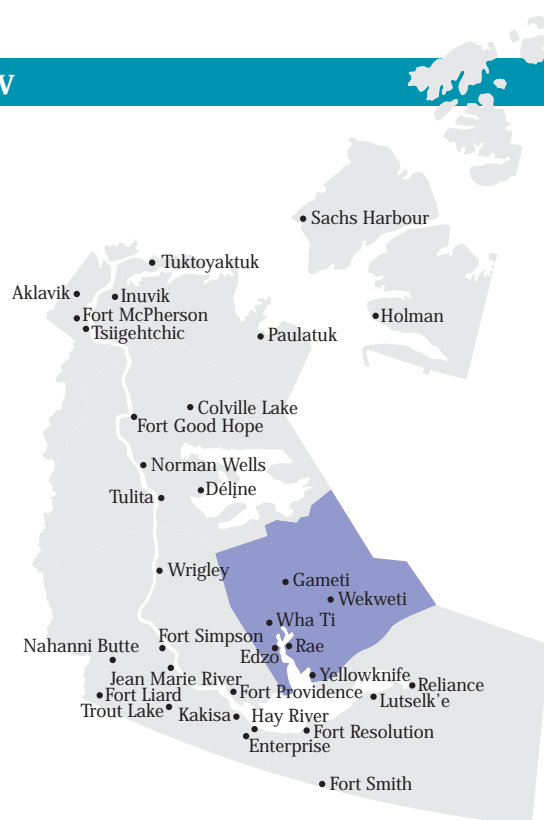 v
Sachs Harbour
Tuktoyaktuk
Aklavik
Inuvik
Fort McPherson
Holman
Tsiigehtchic
Paulatuk
Colville Lake
Fort Good Hope
Norman Wells
Délįne
Tulita
Wrigley
Gameti
Wekweti
Wha Ti
Fort Simpson
Nahanni Butte
Rae
Edzo
Yellowknife
Jean Marie River
Reliance
Fort Providence
Fort Liard
Lutselk'e
Trout Lake
Kakisa
Hay River
Fort Resolution
Enterprise
Fort Smith